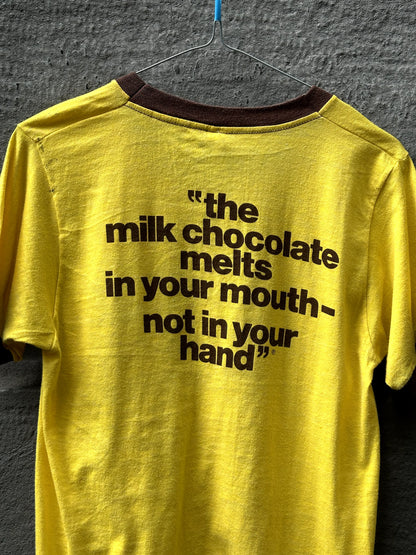 “the
milk chocolate
melts
in your mouth–
not in your
hand”®